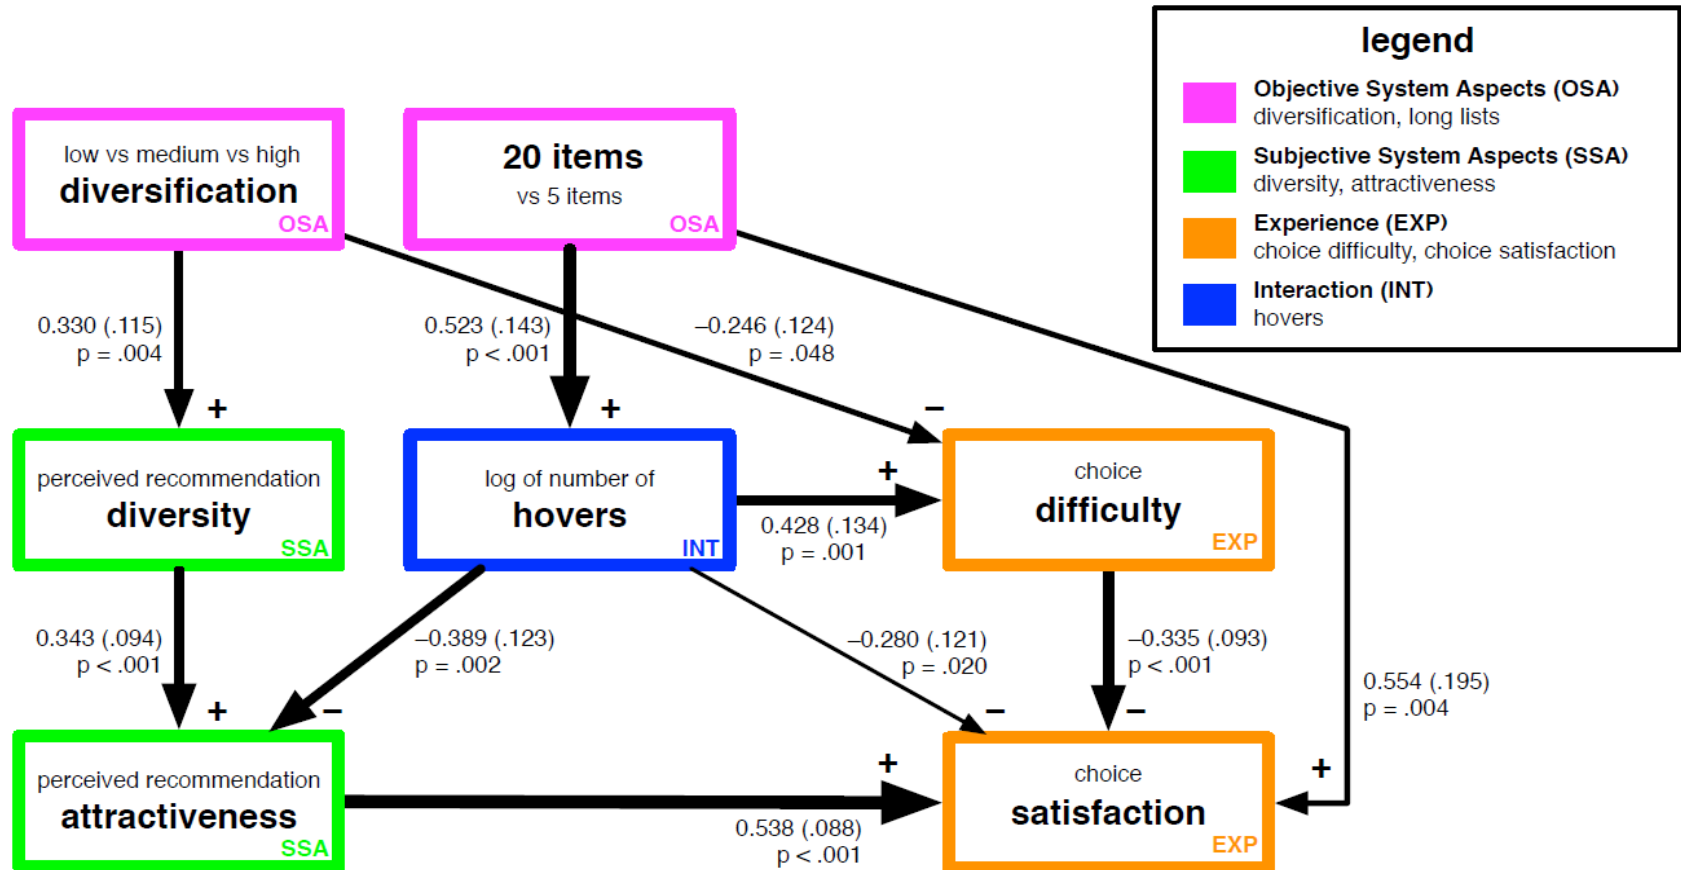 legend
Objective System Aspects (OSA)
diversification, long lists
Subjective System Aspects (SSA)
diversity, attractiveness
Experience (EXP)
choice difficulty, choice satisfaction
Interaction (INT)
hovers
low vs medium vs high
diversification
OSA
20 items
vs 5 items
OSA
0.330 (.115)
p = .004
+
0.523 (.143)
p < .001
+
−0.246 (.124)
p = .048
−
perceived recommendation
diversity
SSA
log of number of
hovers
INT
+
0.428 (.134)
p = .001
choice
difficulty
EXP
0.343 (.094)
p < .001
+
−0.389 (.123)
p = .002
−
−0.280 (.121)
p = .020
−
−0.335 (.093)
p < .001
−
0.554 (.195)
p = .004
+
perceived recommendation
attractiveness
SSA
+
0.538 (.088)
p < .001
choice
satisfaction
EXP